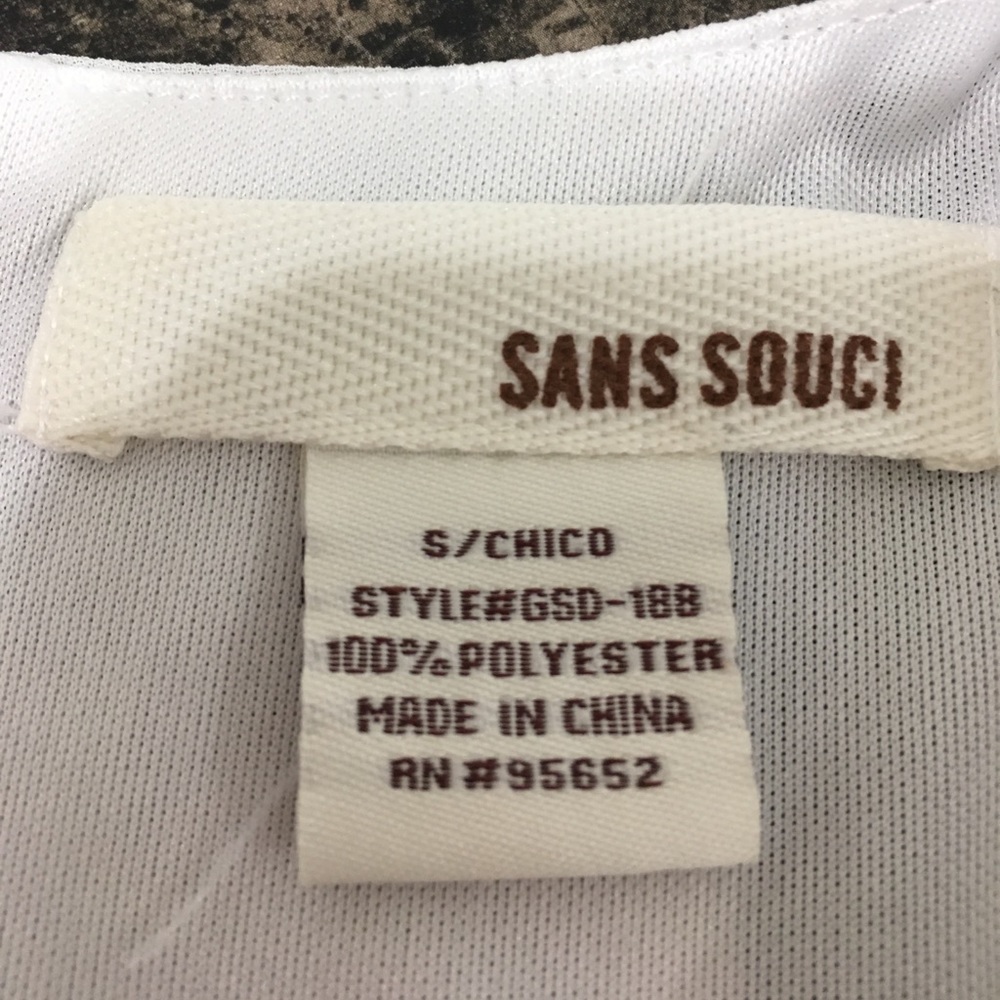 SANS SOUCI
S/CHICO
STYLE#GSD-188
100%POLYESTER
MADE IN CHINA
RN#95652